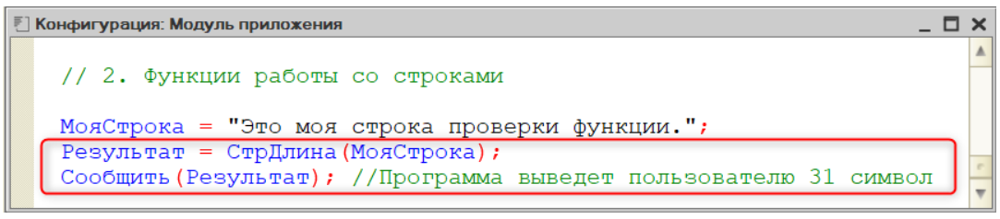 Конфигурация: Модуль приложения
// 2. Функции работы со строками
МояСтрока = "Это моя строка проверки функции.";
Результат = СтрДлина(МояСтрока);
Сообщить(Результат); //Программа выведет пользователю 31 символ